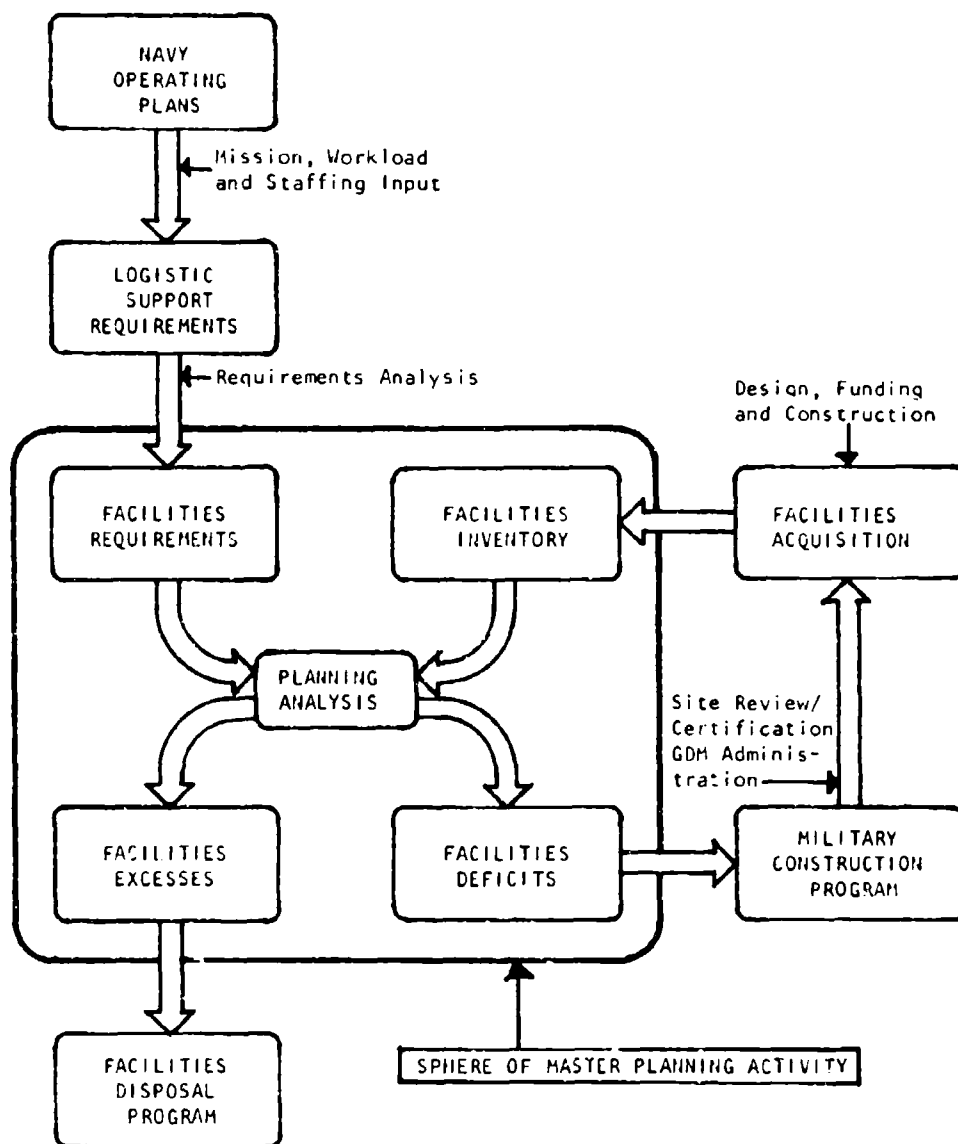 NAVY
OPERATING
PLANS
Mission, Workload
and Staffing Input
LOGISTIC
SUPPORT
REQUIREMENTS
Requirements Analysis
Design, Funding
and Construction
FACILITIES
REQUIREMENTS
FACILITIES
INVENTORY
FACILITIES
ACQUISITION
PLANNING
ANALYSIS
Site Review/
Certification
GDM Adminis-
tration
FACILITIES
EXCESSES
FACILITIES
DEFICITS
MILITARY
CONSTRUCTION
PROGRAM
SPHERE OF MASTER PLANNING ACTIVITY
FACILITIES
DISPOSAL
PROGRAM